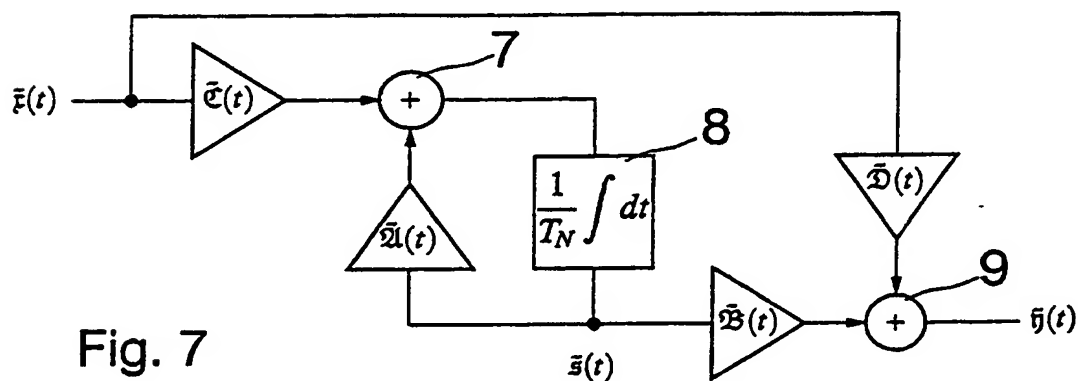 7
𝔵̃(t)
ℭ̃(t)
+
8
1/T_N ∫ dt
𝔇̃(t)
𝔄̃(t)
9
𝔅̃(t)
+
𝔶̃(t)
Fig. 7
𝔰̃(t)